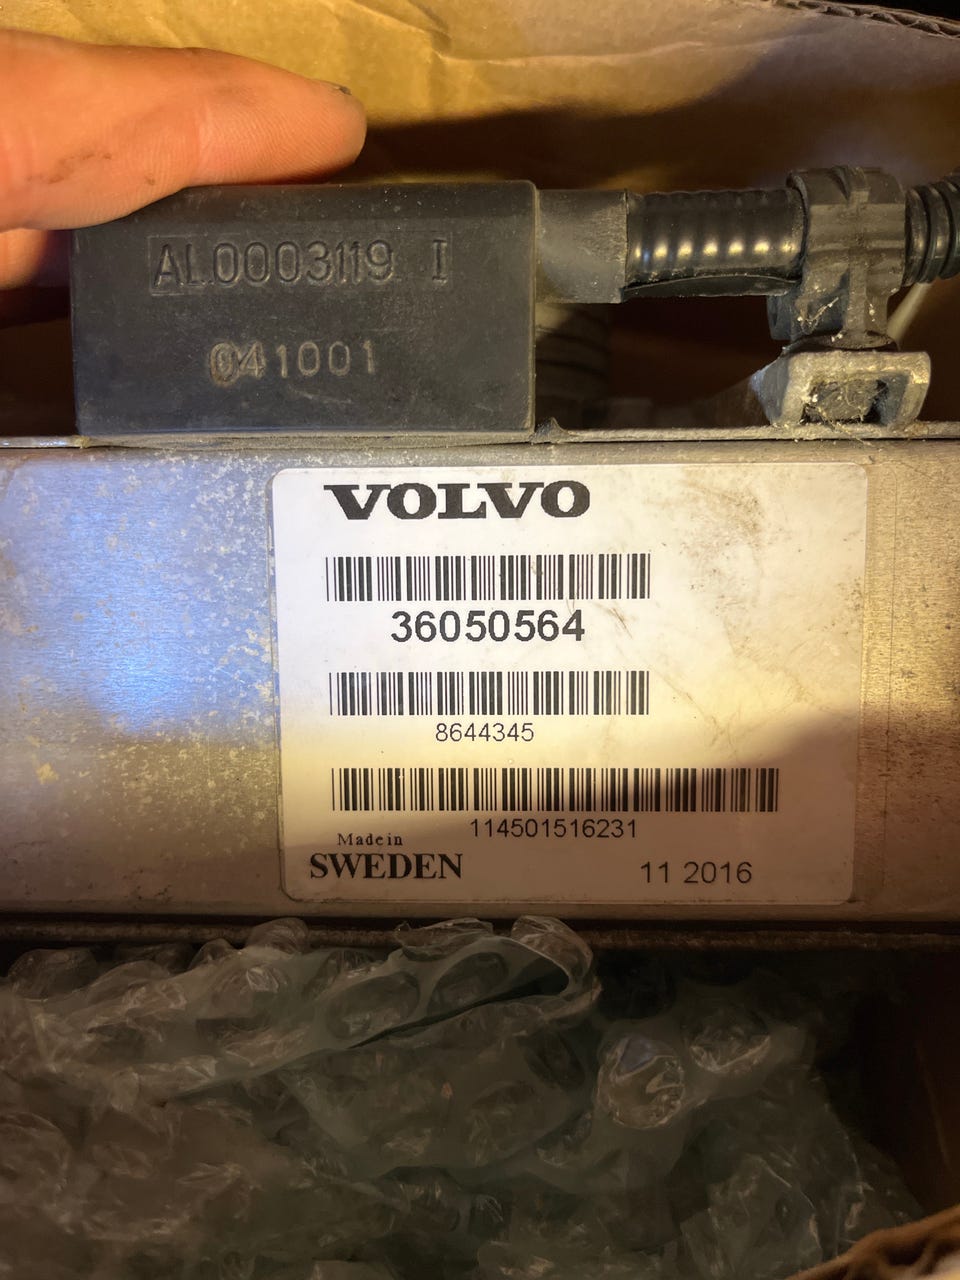 AL0003119 I
041001
VOLVO
36050564
8644345
114501516231
Made in
SWEDEN
11 2016